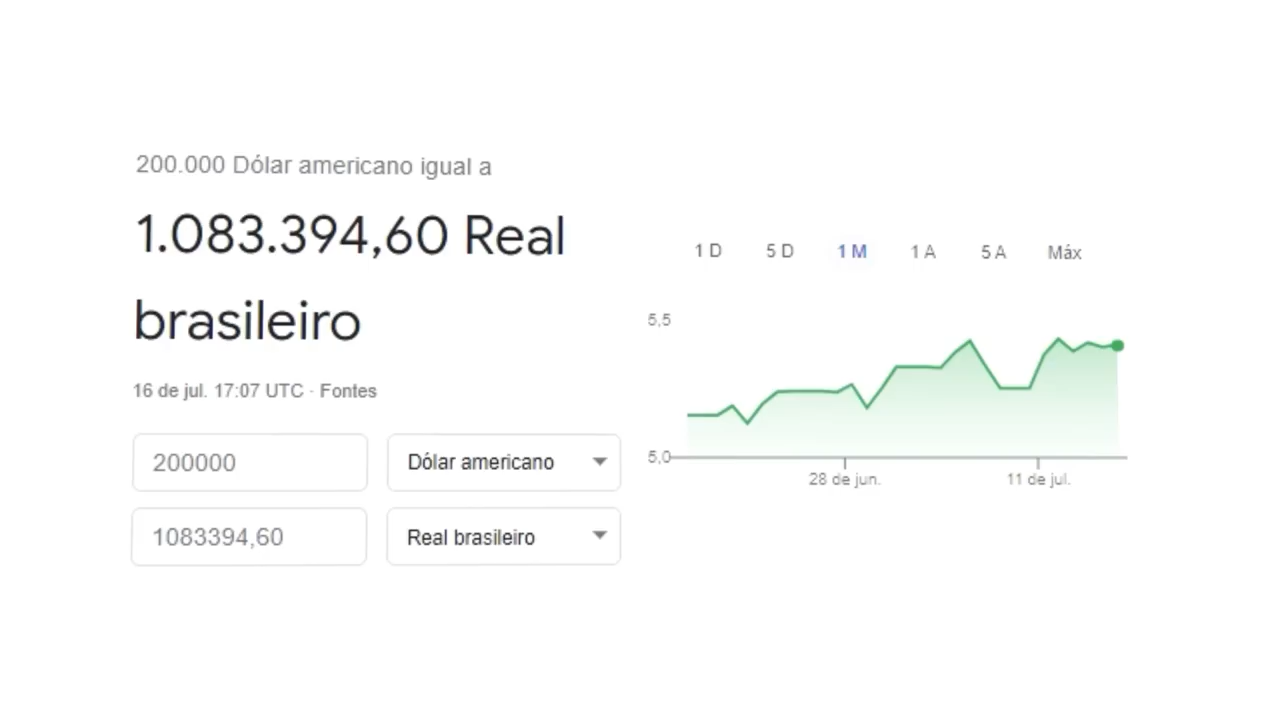 200.000 Dólar americano igual a
1.083.394,60 Real
brasileiro
16 de jul. 17:07 UTC · Fontes
200000
Dólar americano
1083394,60
Real brasileiro
1 D
5 D
1 M
1 A
5 A
Máx
5,5
5,0
28 de jun.
11 de jul.